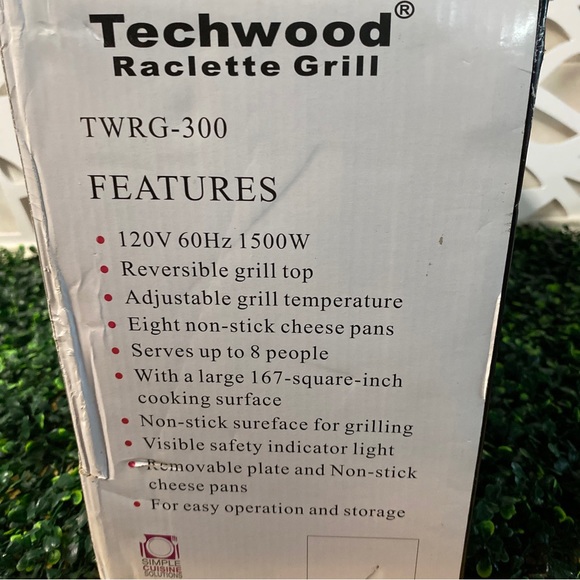 Techwood®
Raclette Grill
TWRG-300
FEATURES
• 120V 60Hz 1500W
• Reversible grill top
• Adjustable grill temperature
• Eight non-stick cheese pans
• Serves up to 8 people
• With a large 167-square-inch
cooking surface
• Non-stick sureface for grilling
• Visible safety indicator light
• Removable plate and Non-stick
cheese pans
• For easy operation and storage
SIMPLE
CUISINE
SOLUTIONS